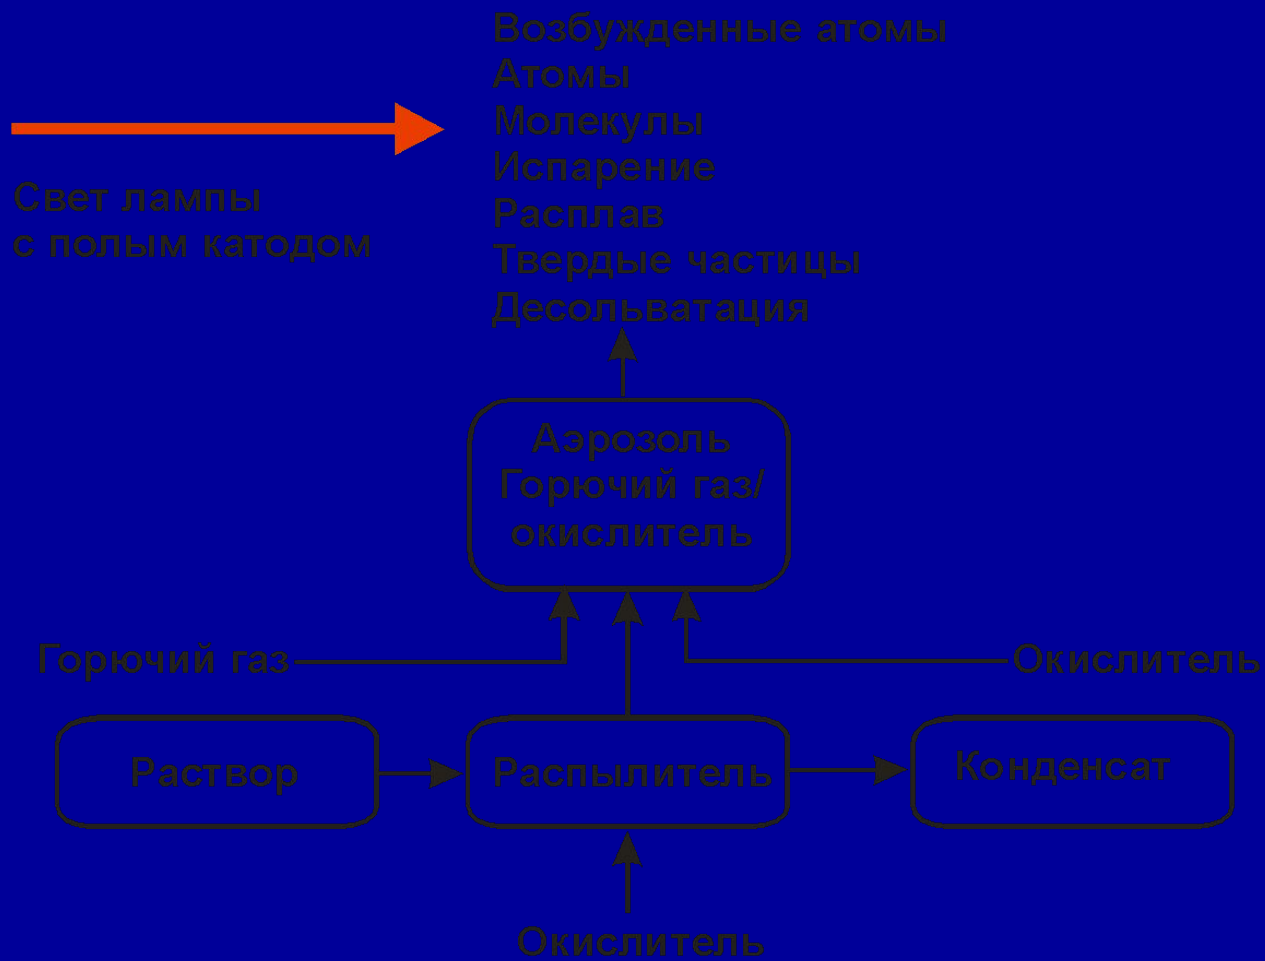 Возбужденные атомы
Атомы
Молекулы
Испарение
Расплав
Твердые частицы
Десольватация
Свет лампы
с полым катодом
Аэрозоль
Горючий газ/
окислитель
Горючий газ
Окислитель
Раствор
Распылитель
Конденсат
Окислитель